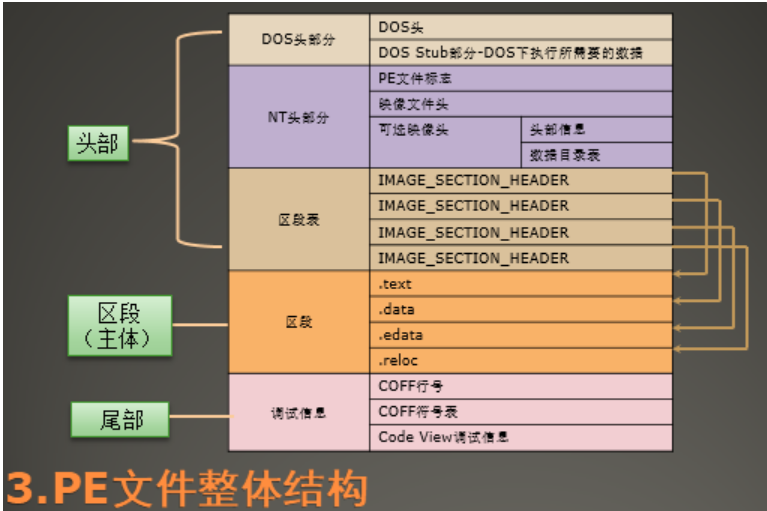 DOS头部分
DOS头
DOS Stub部分-DOS下执行所需要的数据
NT头部分
PE文件标志
映像文件头
可选映像头
头部信息
数据目录表
头部
区段表
IMAGE_SECTION_HEADER
IMAGE_SECTION_HEADER
IMAGE_SECTION_HEADER
IMAGE_SECTION_HEADER
区段
（主体）
区段
.text
.data
.edata
.reloc
尾部
调试信息
COFF行号
COFF符号表
Code View调试信息
3.PE文件整体结构